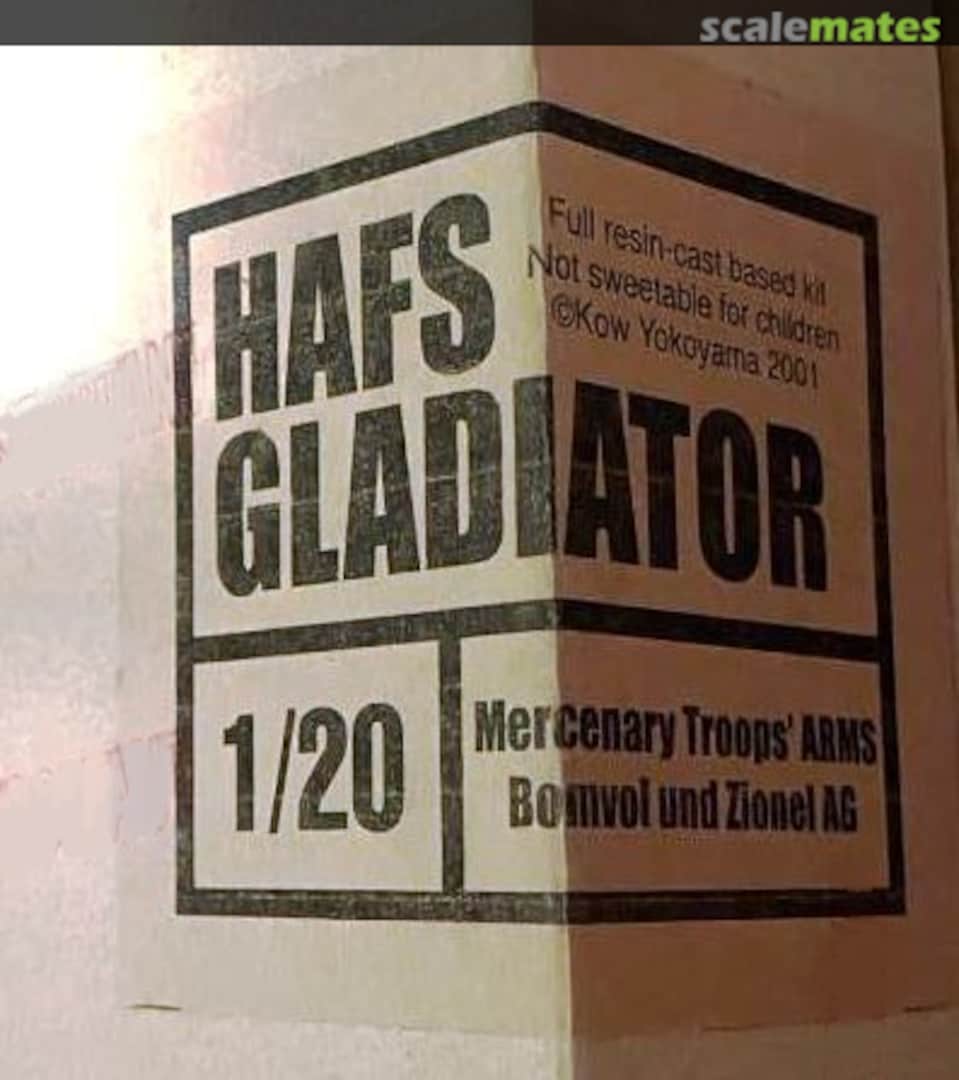 scalemates
HAFS
GLADIATOR
Full resin-cast based kit
Not sweetable for children
©Kow Yokoyama 2001
1/20
Mercenary Troops' ARMS
Bomvol und Zionel AG